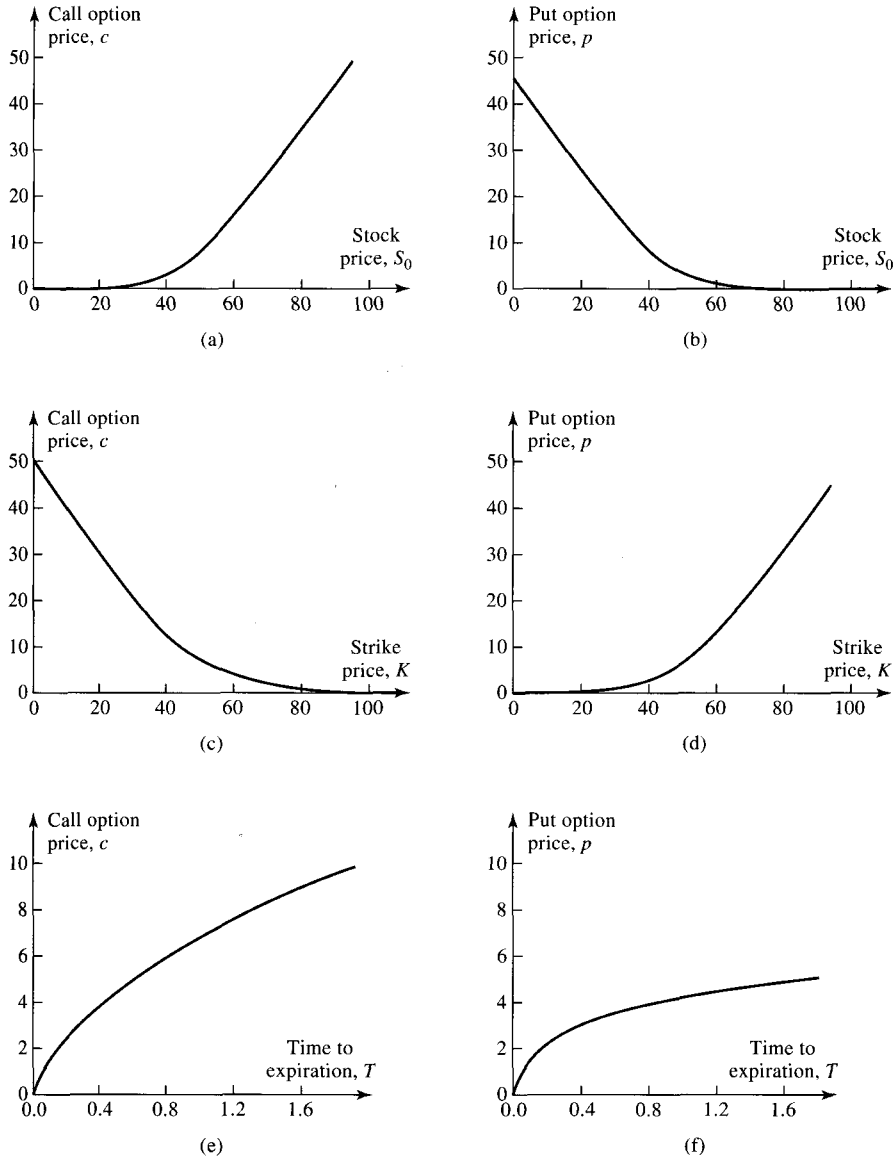 Call option
price, c
50
40
30
20
10
0
Stock
price, S0
0 20 40 60 80 100
(a)
Put option
price, p
50
40
30
20
10
0
Stock
price, S0
0 20 40 60 80 100
(b)
Call option
price, c
50
40
30
20
10
0
Strike
price, K
0 20 40 60 80 100
(c)
Put option
price, p
50
40
30
20
10
0
Strike
price, K
0 20 40 60 80 100
(d)
Call option
price, c
10
8
6
4
2
0
Time to
expiration, T
0.0 0.4 0.8 1.2 1.6
(e)
Put option
price, p
10
8
6
4
2
0
Time to
expiration, T
0.0 0.4 0.8 1.2 1.6
(f)